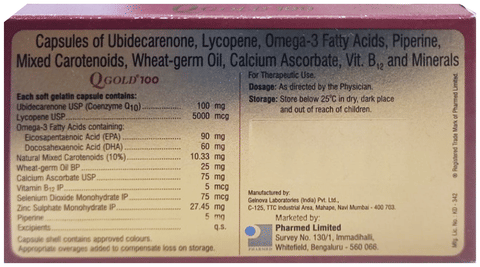 Capsules of Ubidecarenone, Lycopene, Omega-3 Fatty Acids, Piperine,
Mixed Carotenoids, Wheat-germ Oil, Calcium Ascorbate, Vit. B12 and Minerals
QGOLD® 100
Each soft gelatin capsule contains:
Ubidecarenone USP (Coenzyme Q10) 100 mg
Lycopene USP 5000 mcg
Omega-3 Fatty Acids containing:
Eicosapentaenoic Acid (EPA) 90 mg
Docosahexaenoic Acid (DHA) 60 mg
Natural Mixed Carotenoids (10%) 10.33 mg
Wheat-germ Oil BP 25 mg
Calcium Ascorbate USP 75 mg
Vitamin B12 IP 5 mcg
Selenium Dioxide Monohydrate IP 75 mcg
Zinc Sulphate Monohydrate IP 27.45 mg
Piperine 5 mg
Excipients q.s.
Capsule shell contains approved colours.
Appropriate overages added to compensate loss on storage.
For Therapeutic Use.
Dosage: As directed by the Physician.
Storage: Store below 25°C in dry, dark place
and out of reach of children.
Manufactured by:
Gelnova Laboratories (India) Pvt. Ltd.,
C-125, TTC Industrial Area, Mahape, Navi Mumbai - 400 703.
Marketed by:
Pharmed Limited
Survey No. 130/1, Immadihalli,
Whitefield, Bengaluru - 560 066.
PHARMED
® Registered Trade Mark of Pharmed Limited
Mfg. Lic. No. KD - 342